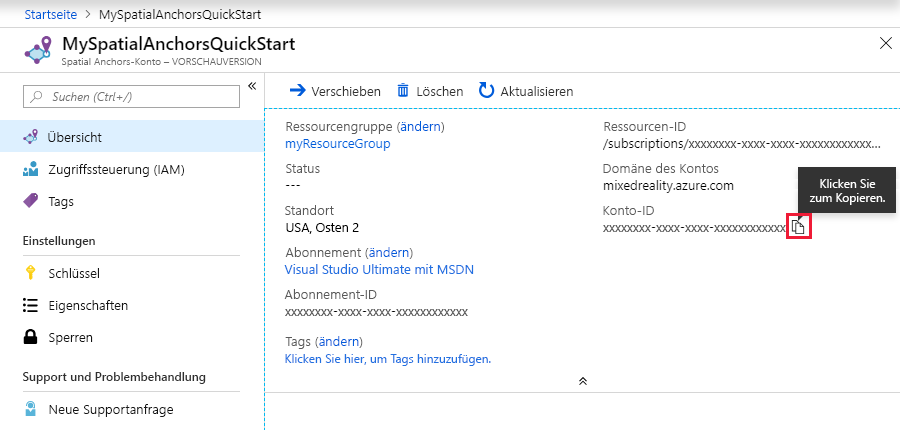 Startseite > MySpatialAnchorsQuickStart
MySpatialAnchorsQuickStart
Spatial Anchors-Konto – VORSCHAUVERSION
Suchen (Ctrl+/)
Übersicht
Zugriffssteuerung (IAM)
Tags
Einstellungen
Schlüssel
Eigenschaften
Sperren
Support und Problembehandlung
Neue Supportanfrage
Verschieben
Löschen
Aktualisieren
Ressourcengruppe (ändern)
myResourceGroup
Status
---
Standort
USA, Osten 2
Abonnement (ändern)
Visual Studio Ultimate mit MSDN
Abonnement-ID
xxxxxxxx-xxxx-xxxx-xxxxxxxxxxxx
Tags (ändern)
Klicken Sie hier, um Tags hinzuzufügen.
Ressourcen-ID
/subscriptions/xxxxxxxx-xxxx-xxxx-xxxxxxxxxxxx...
Domäne des Kontos
mixedreality.azure.com
Konto-ID
xxxxxxxx-xxxx-xxxx-xxxxxxxxxxxx
Klicken Sie
zum Kopieren.